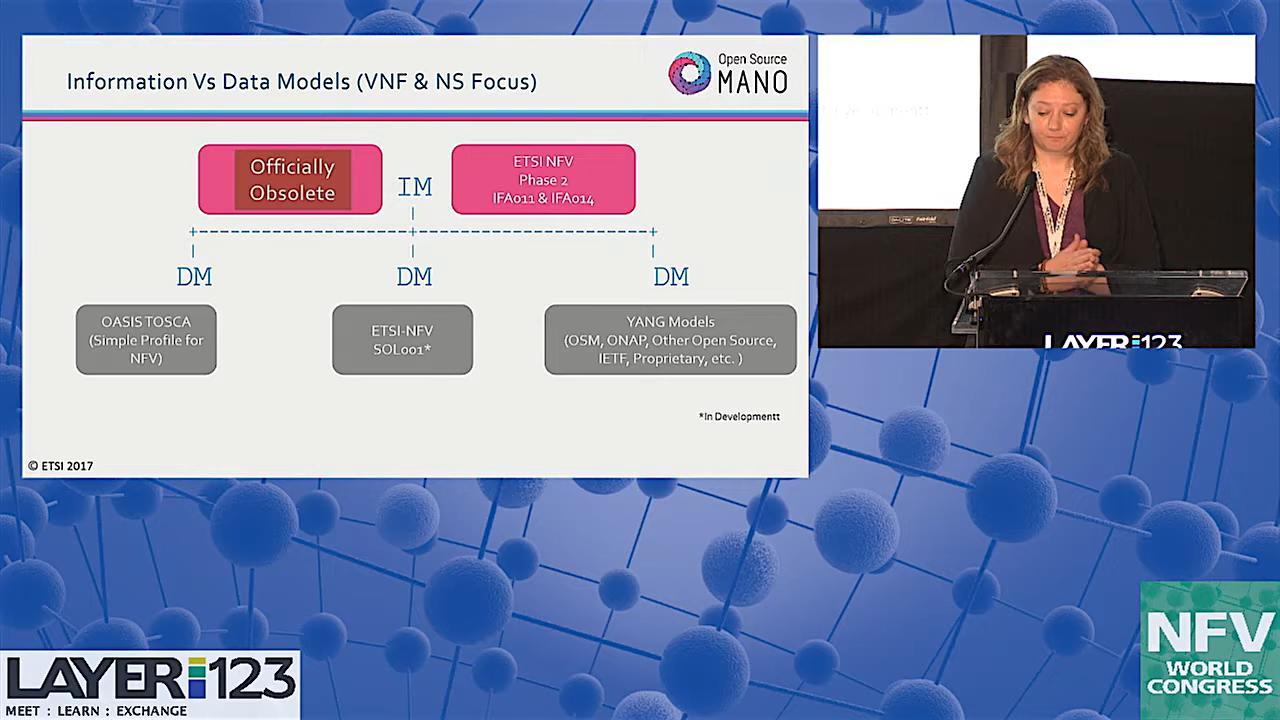 Information Vs Data Models (VNF & NS Focus)
Open Source
MANO
Officially
Obsolete
IM
ETSI NFV
Phase 2
IFA011 & IFA014
DM
DM
DM
OASIS TOSCA
(Simple Profile for
NFV)
ETSI-NFV
SOL001*
YANG Models
(OSM, ONAP, Other Open Source,
IETF, Proprietary, etc. )
*In Developmentt
© ETSI 2017
LAYER123
LAYER123
MEET : LEARN : EXCHANGE
NFV
WORLD
CONGRESS